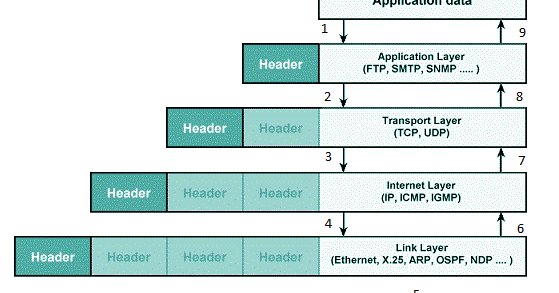 Application data
1
9
Header
Application Layer
(FTP, SMTP, SNMP ..... )
2
8
Header
Header
Transport Layer
(TCP, UDP)
3
7
Header
Header
Header
Internet Layer
(IP, ICMP, IGMP)
4
6
Header
Header
Header
Header
Link Layer
(Ethernet, X.25, ARP, OSPF, NDP .... )